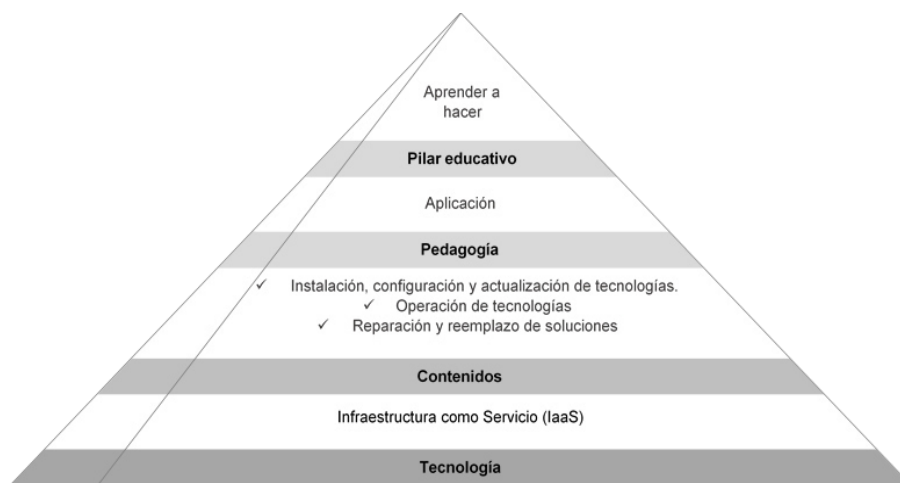 Aprender a
hacer
Pilar educativo
Aplicación
Pedagogía
✓ Instalación, configuración y actualización de tecnologías.
✓ Operación de tecnologías
✓ Reparación y reemplazo de soluciones
Contenidos
Infraestructura como Servicio (IaaS)
Tecnología